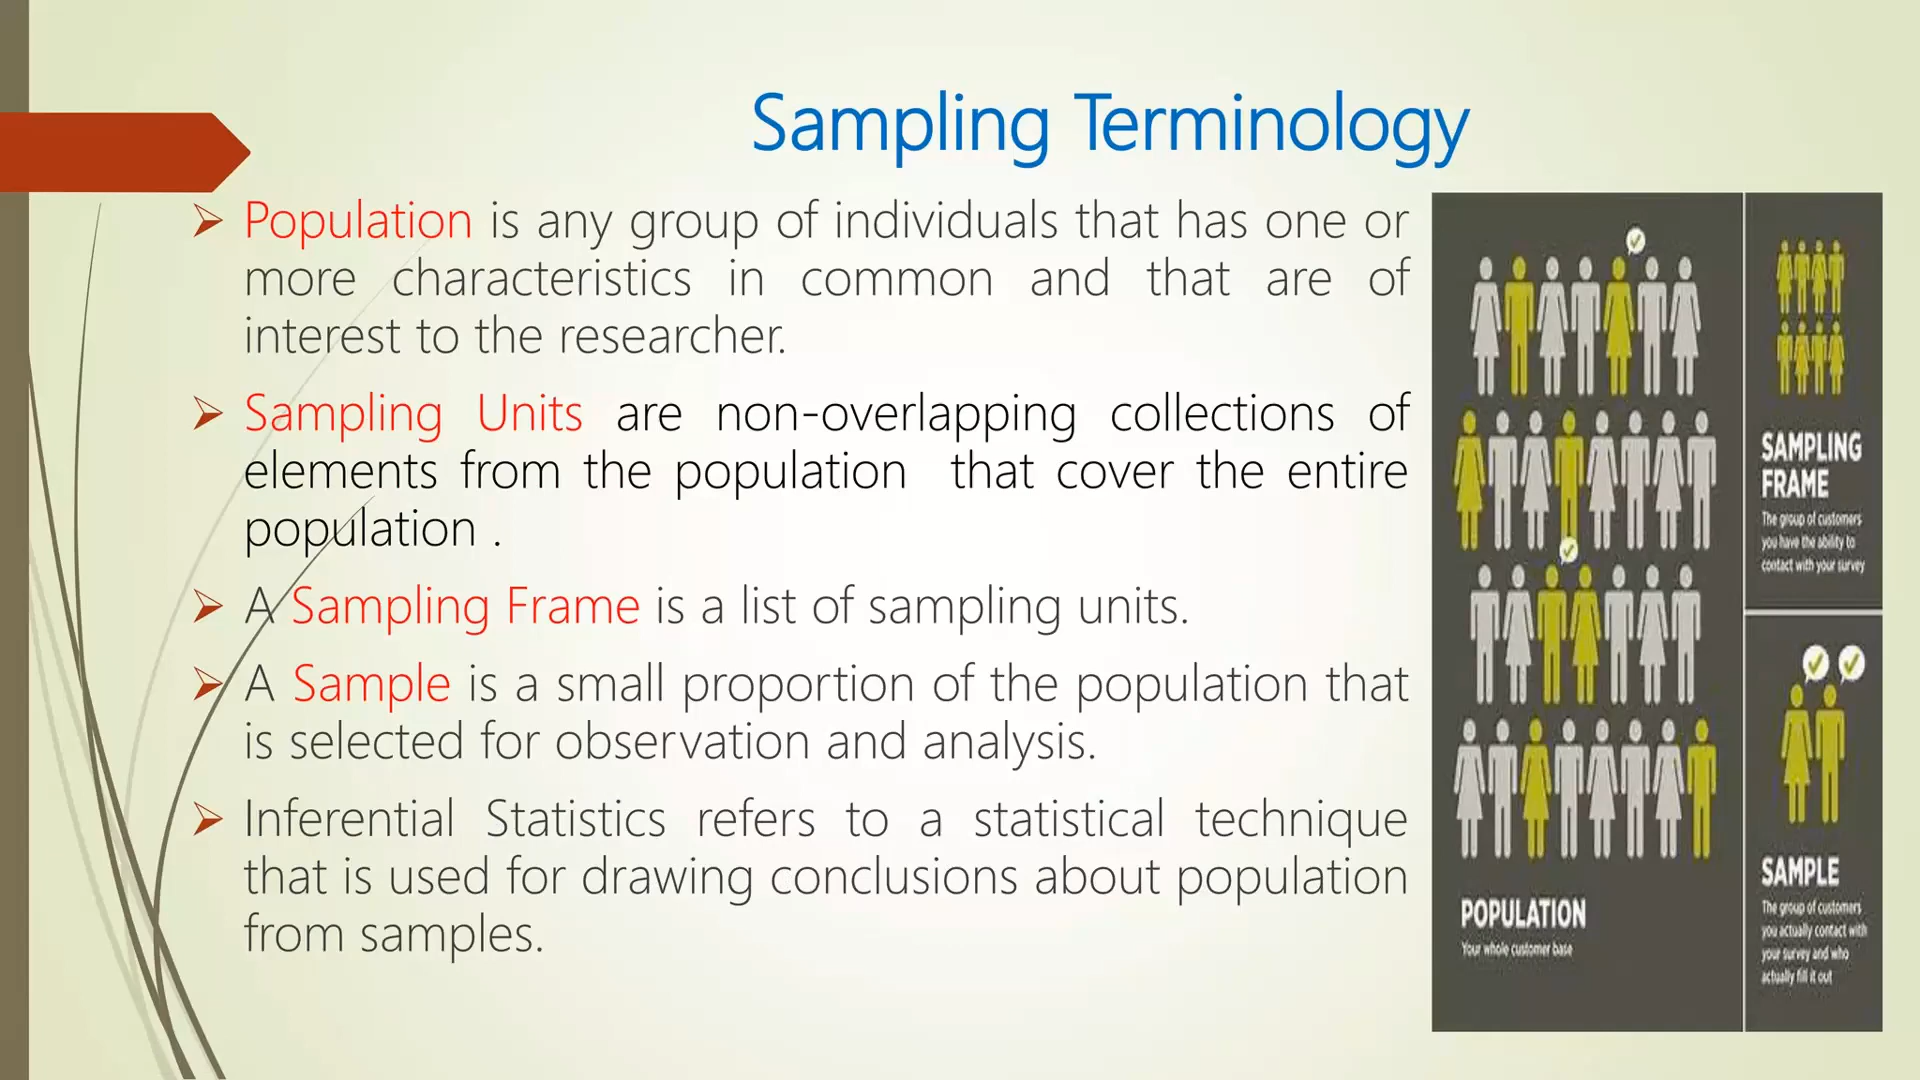 Sampling Terminology
Population is any group of individuals that has one or
more characteristics in common and that are of
interest to the researcher.
Sampling Units are non-overlapping collections of
elements from the population that cover the entire
population .
A Sampling Frame is a list of sampling units.
A Sample is a small proportion of the population that
is selected for observation and analysis.
Inferential Statistics refers to a statistical technique
that is used for drawing conclusions about population
from samples.
POPULATION
Your whole customer base
SAMPLING
FRAME
The group of customers
you have the ability to
contact with your survey
SAMPLE
The group of customers
you actually contact with
your survey and who
actually fill it out